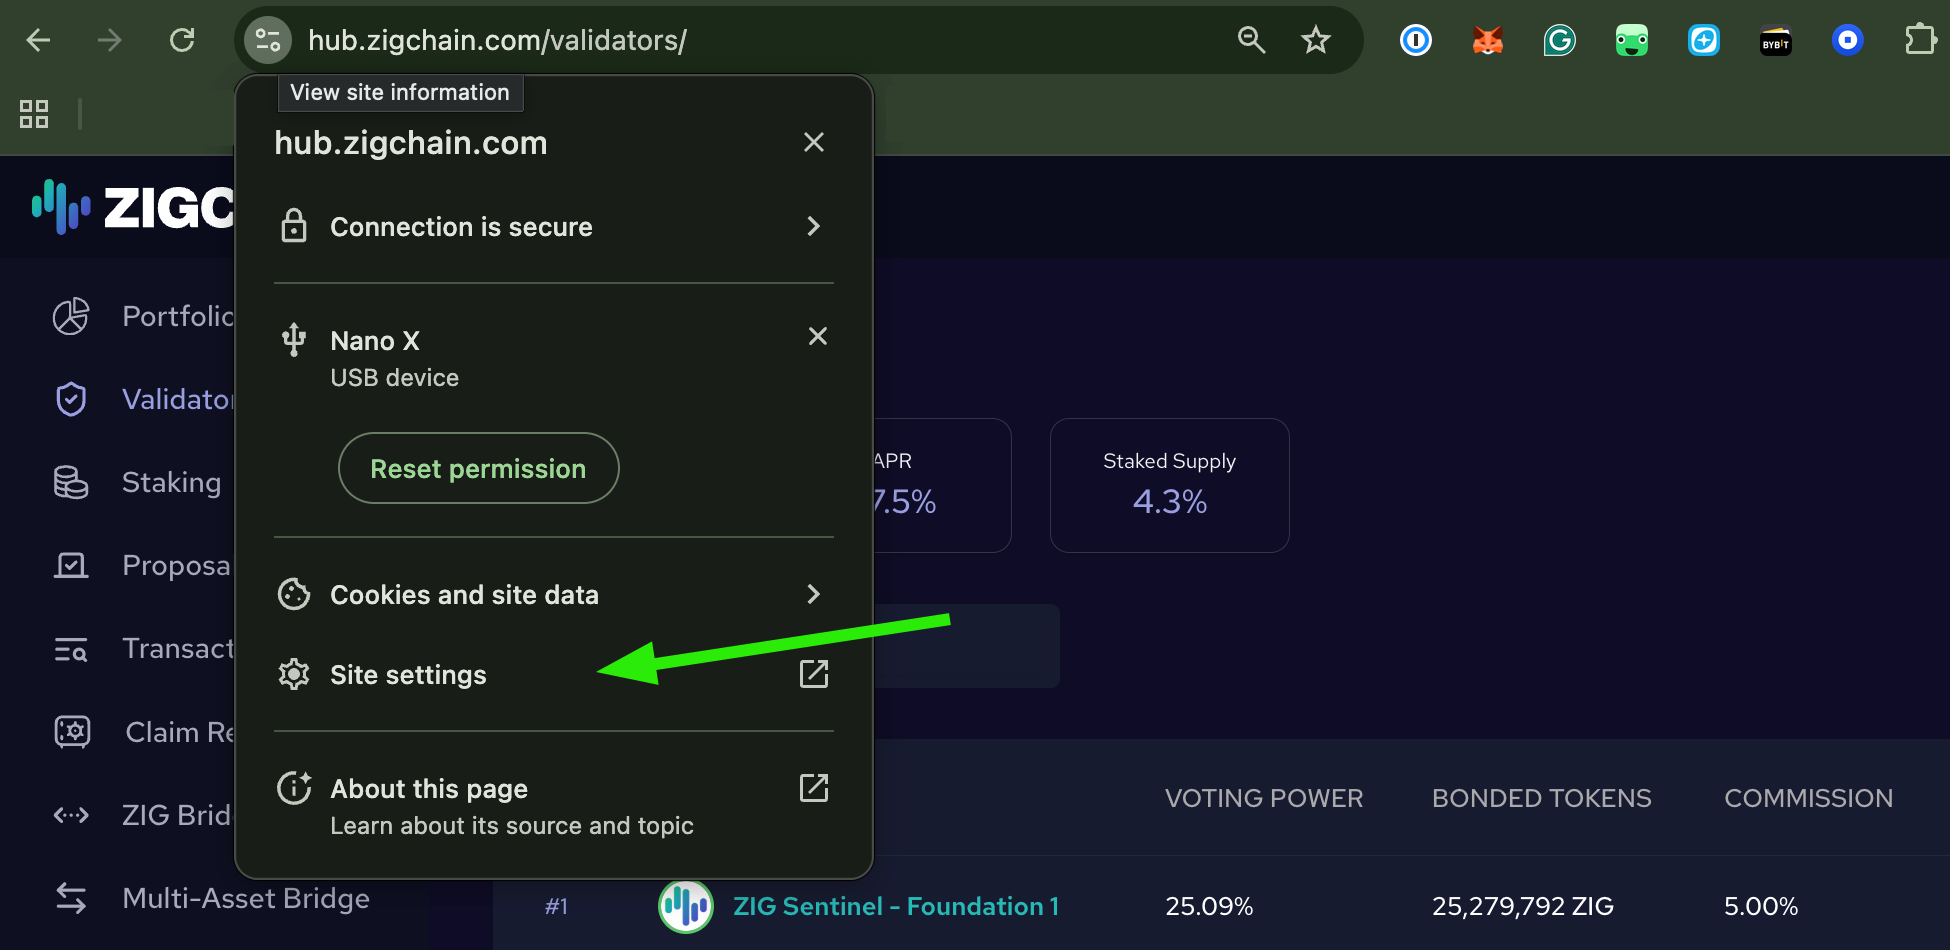 hub.zigchain.com/validators/
BYBIT
View site information
hub.zigchain.com
Connection is secure
Nano X
USB device
Reset permission
Cookies and site data
Site settings
About this page
Learn about its source and topic
ZIGC
Portfolio
Validator
Staking
Proposa
Transact
Claim Re
ZIG Brid
Multi-Asset Bridge
APR
7.5%
Staked Supply
4.3%
VOTING POWER BONDED TOKENS COMMISSION
#1 ZIG Sentinel - Foundation 1 25.09% 25,279,792 ZIG 5.00%